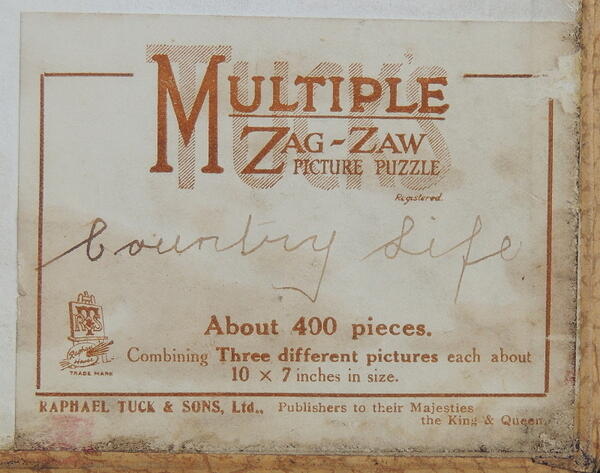 TUCK'S
MULTIPLE
ZAG-ZAW
PICTURE PUZZLE
Registered.
Country Life
About 400 pieces.
Combining Three different pictures each about
10 × 7 inches in size.
TRADE MARK
RAPHAEL TUCK & SONS, Ltd., Publishers to their Majesties
the King & Queen.